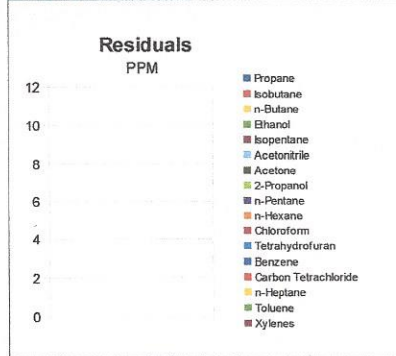 Residuals
PPM
12
10
8
6
4
2
0
Propane
Isobutane
n-Butane
Ethanol
Isopentane
Acetonitrile
Acetone
2-Propanol
n-Pentane
n-Hexane
Chloroform
Tetrahydrofuran
Benzene
Carbon Tetrachloride
n-Heptane
Toluene
Xylenes